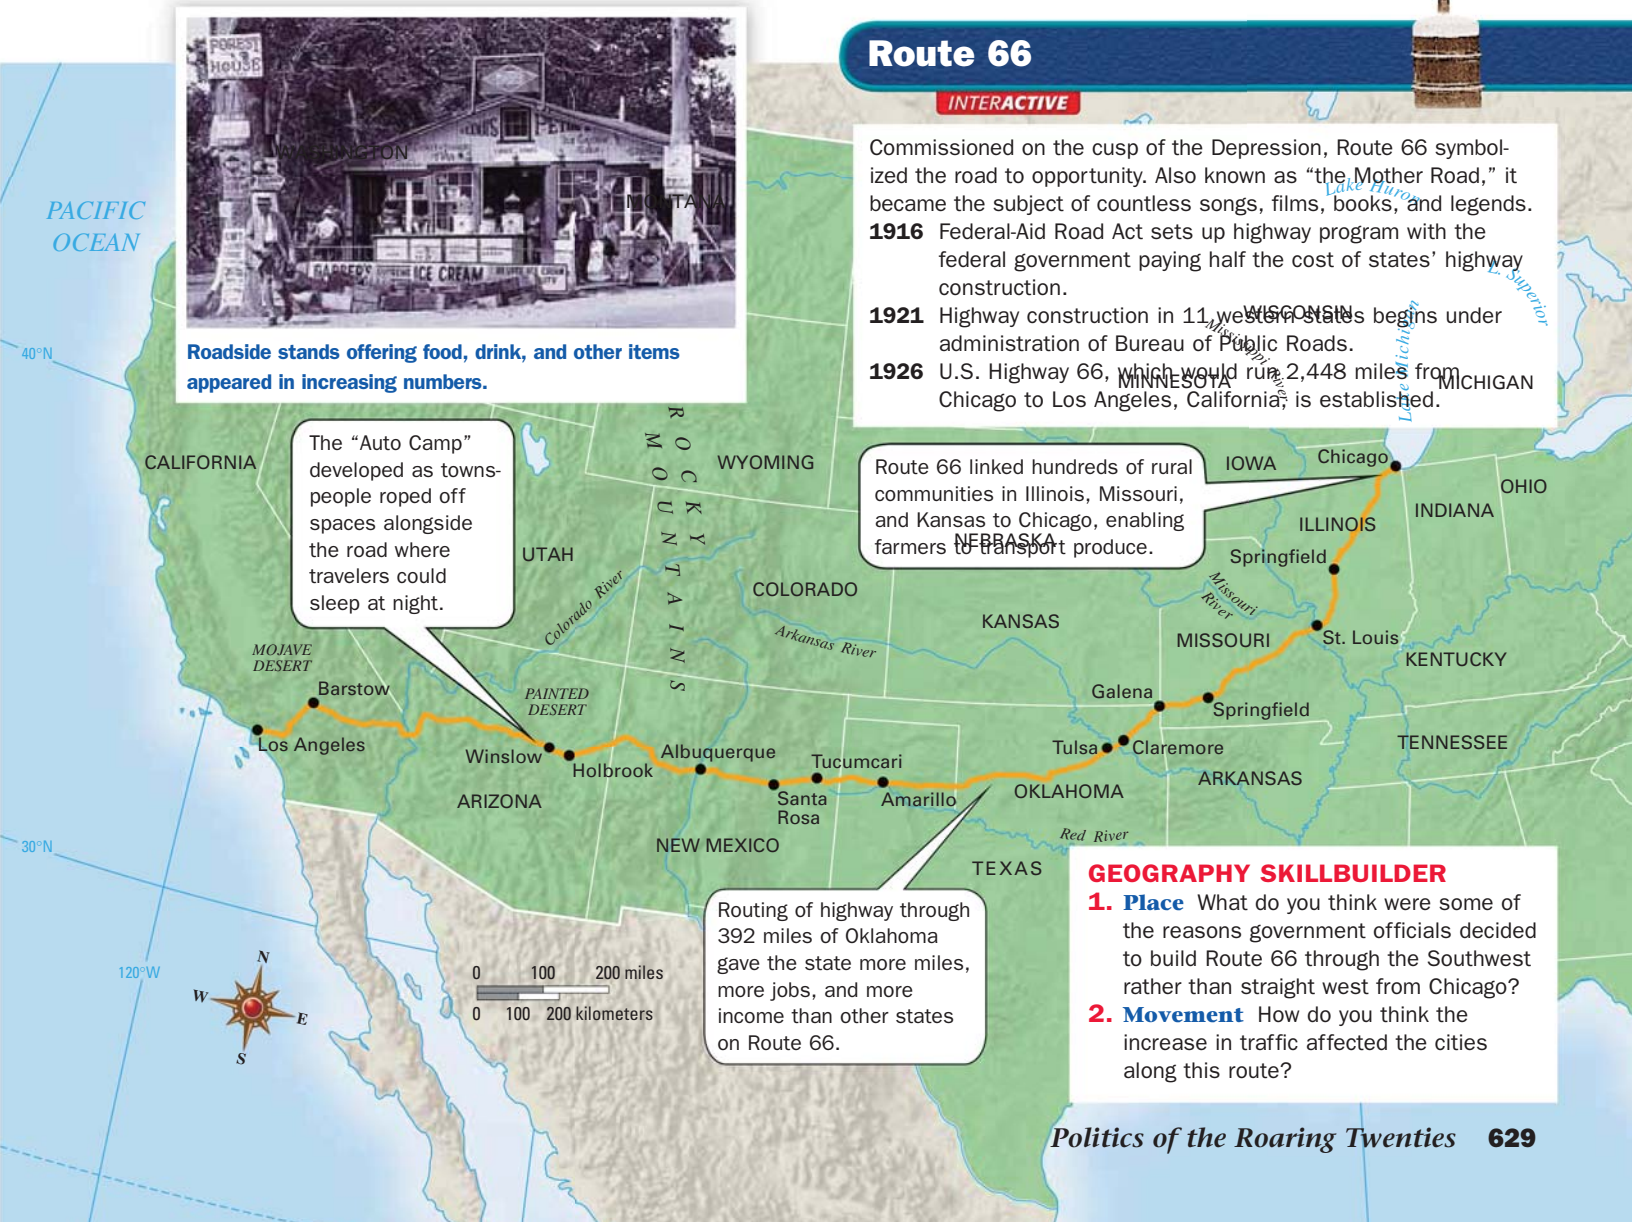 Route 66
INTERACTIVE
Commissioned on the cusp of the Depression, Route 66 symbol-
ized the road to opportunity. Also known as “the Mother Road,” it
became the subject of countless songs, films, books, and legends.
1916 Federal-Aid Road Act sets up highway program with the
federal government paying half the cost of states’ highway
construction.
1921 Highway construction in 11 western states begins under
administration of Bureau of Public Roads.
1926 U.S. Highway 66, which would run 2,448 miles from
Chicago to Los Angeles, California, is established.
FOREST
HOUSE
ICE CREAM
Roadside stands offering food, drink, and other items
appeared in increasing numbers.
WASHINGTON
MONTANA
PACIFIC
OCEAN
Lake Huron
L. Superior
Lake Michigan
WISCONSIN
Mississippi River
MINNESOTA
MICHIGAN
40°N
30°N
120°W
The “Auto Camp”
developed as towns-
people roped off
spaces alongside
the road where
travelers could
sleep at night.
Route 66 linked hundreds of rural
communities in Illinois, Missouri,
and Kansas to Chicago, enabling
farmers to transport produce.
NEBRASKA
CALIFORNIA
ROCKY
MOUNTAINS
WYOMING
IOWA
Chicago
OHIO
INDIANA
ILLINOIS
UTAH
Springfield
COLORADO
Colorado River
Missouri
River
KANSAS
Arkansas River
MISSOURI
St. Louis
KENTUCKY
MOJAVE
DESERT
Barstow
PAINTED
DESERT
Galena
Springfield
Los Angeles
Winslow
Holbrook
Albuquerque
Tucumcari
Tulsa
Claremore
TENNESSEE
ARKANSAS
ARIZONA
Santa
Rosa
Amarillo
OKLAHOMA
Red River
NEW MEXICO
TEXAS
Routing of highway through
392 miles of Oklahoma
gave the state more miles,
more jobs, and more
income than other states
on Route 66.
N
W
E
S
0 100 200 miles
0 100 200 kilometers
GEOGRAPHY SKILLBUILDER
1. Place What do you think were some of
the reasons government officials decided
to build Route 66 through the Southwest
rather than straight west from Chicago?
2. Movement How do you think the
increase in traffic affected the cities
along this route?
Politics of the Roaring Twenties 629